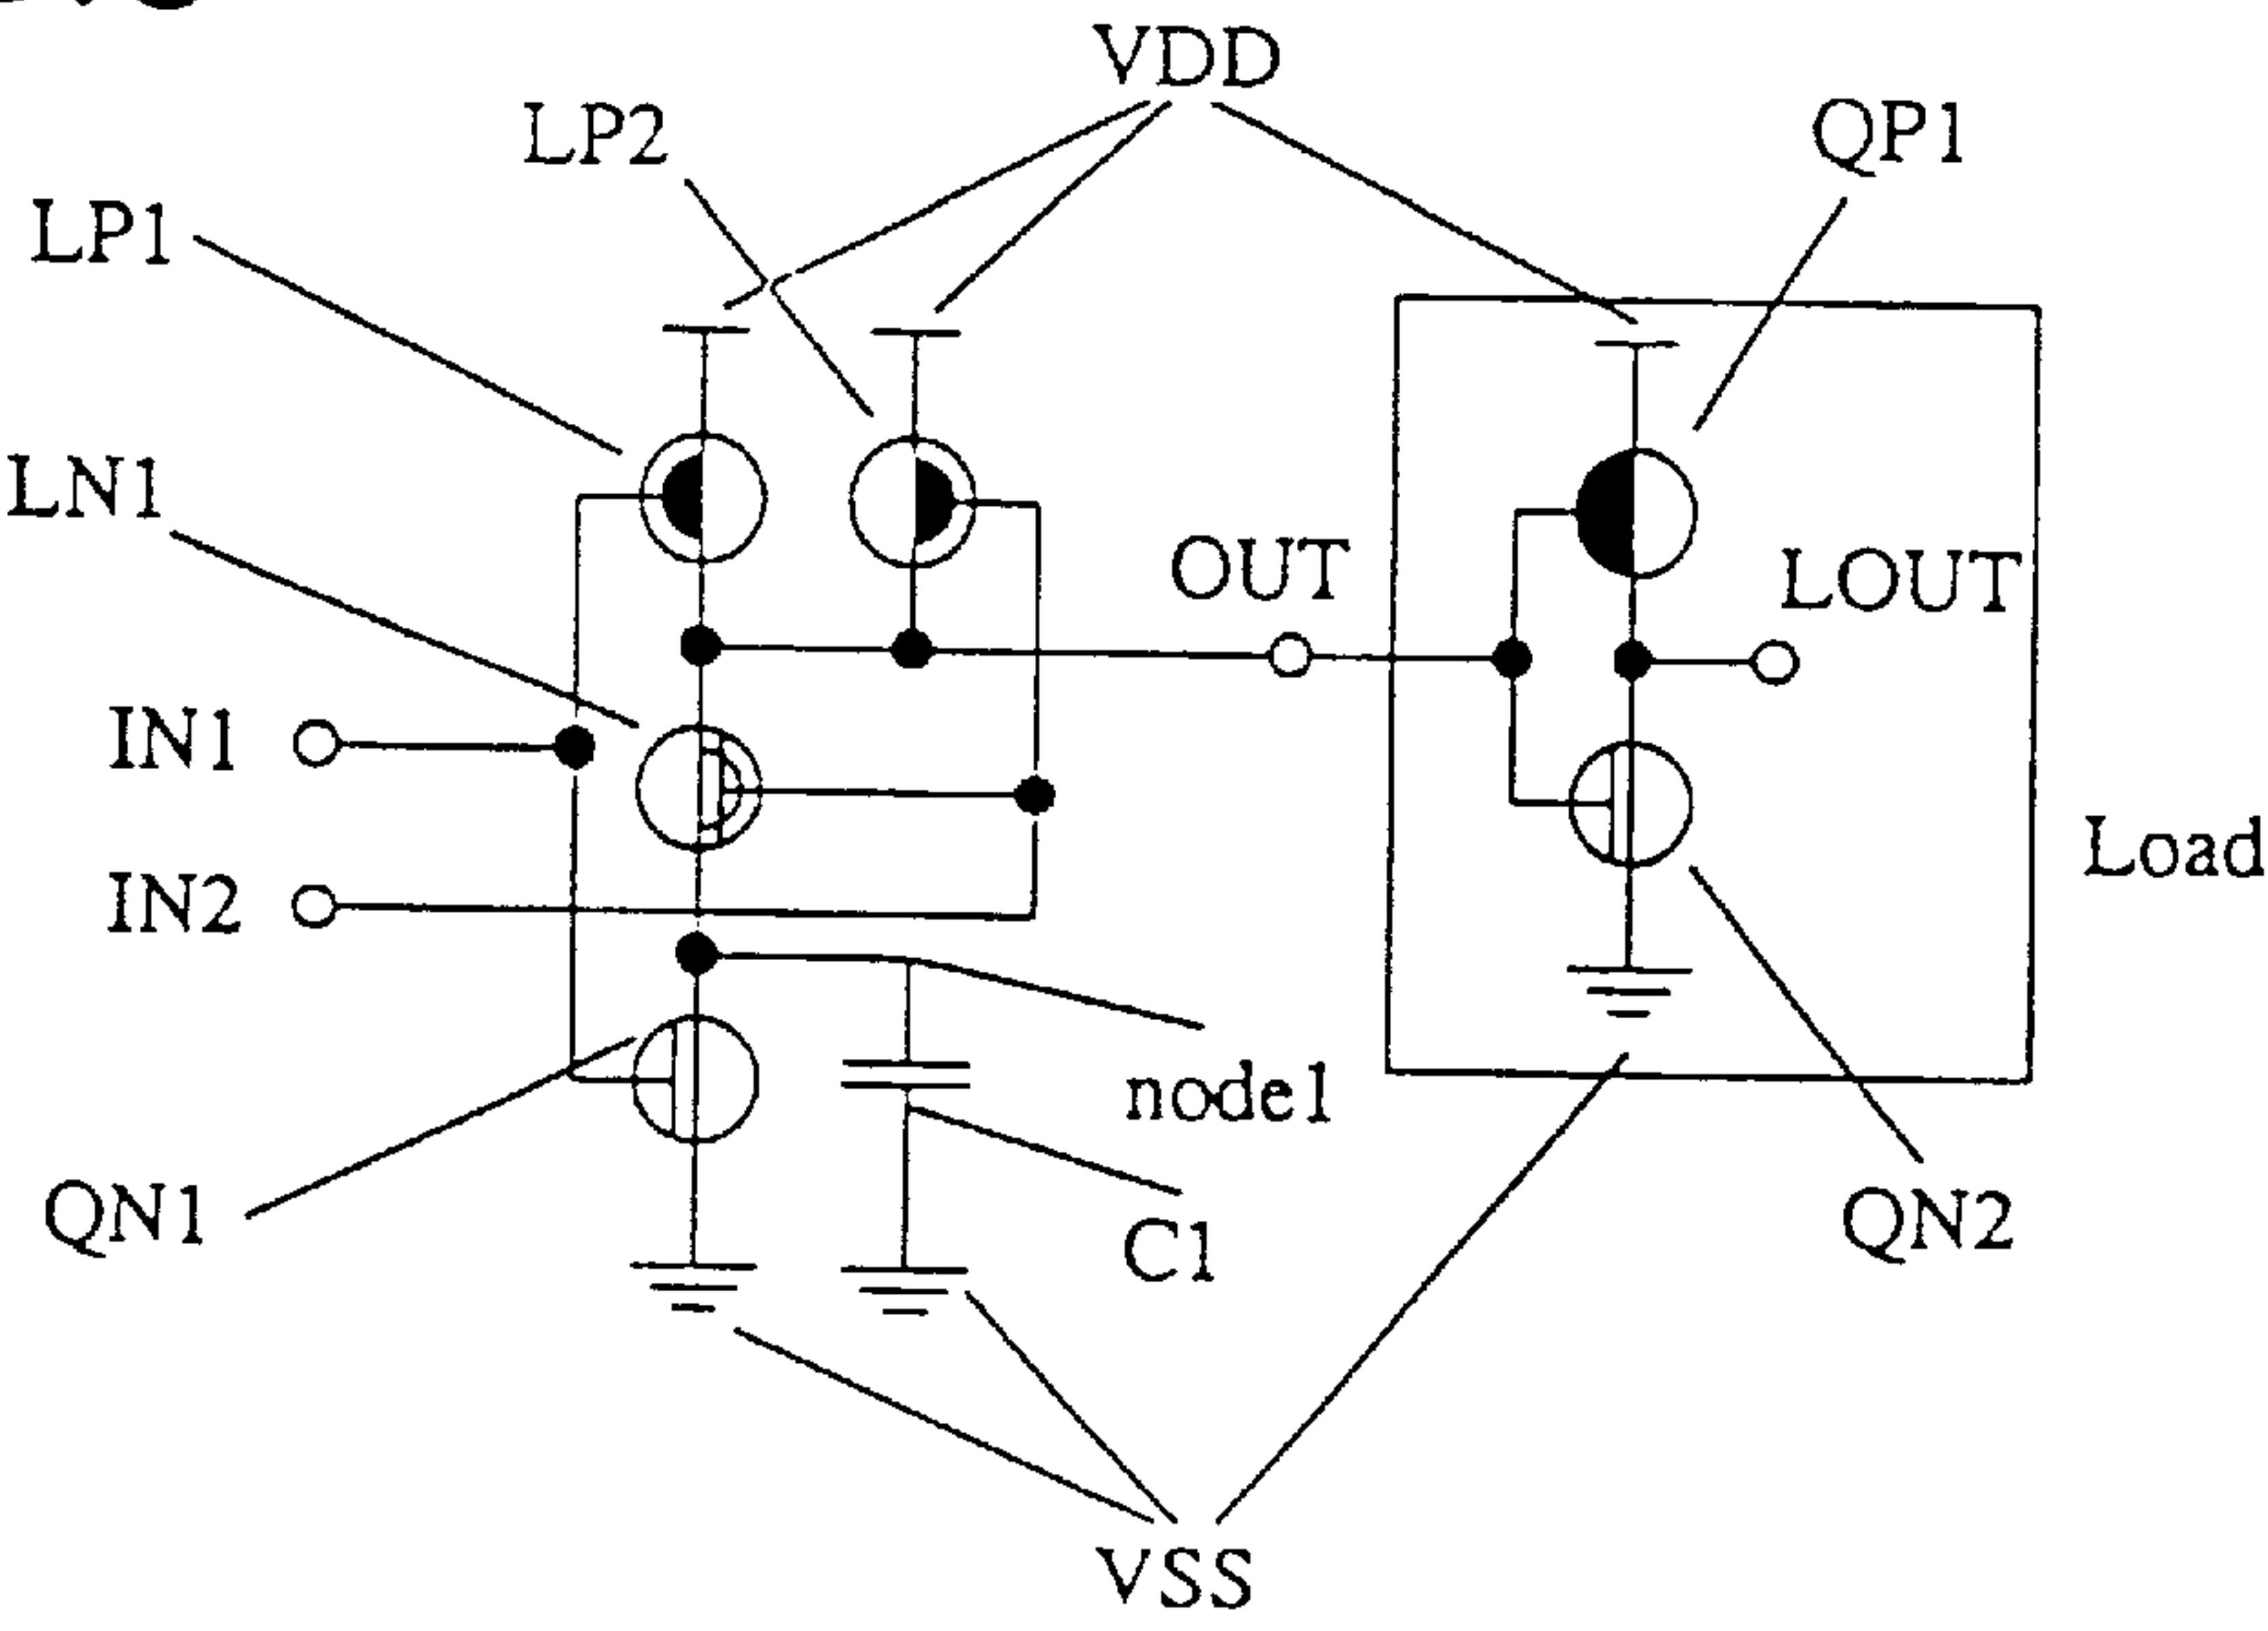 VDD
LP2
QP1
LP1
LN1
OUT
LOUT
IN1
IN2
Load
node1
QN1
C1
QN2
VSS